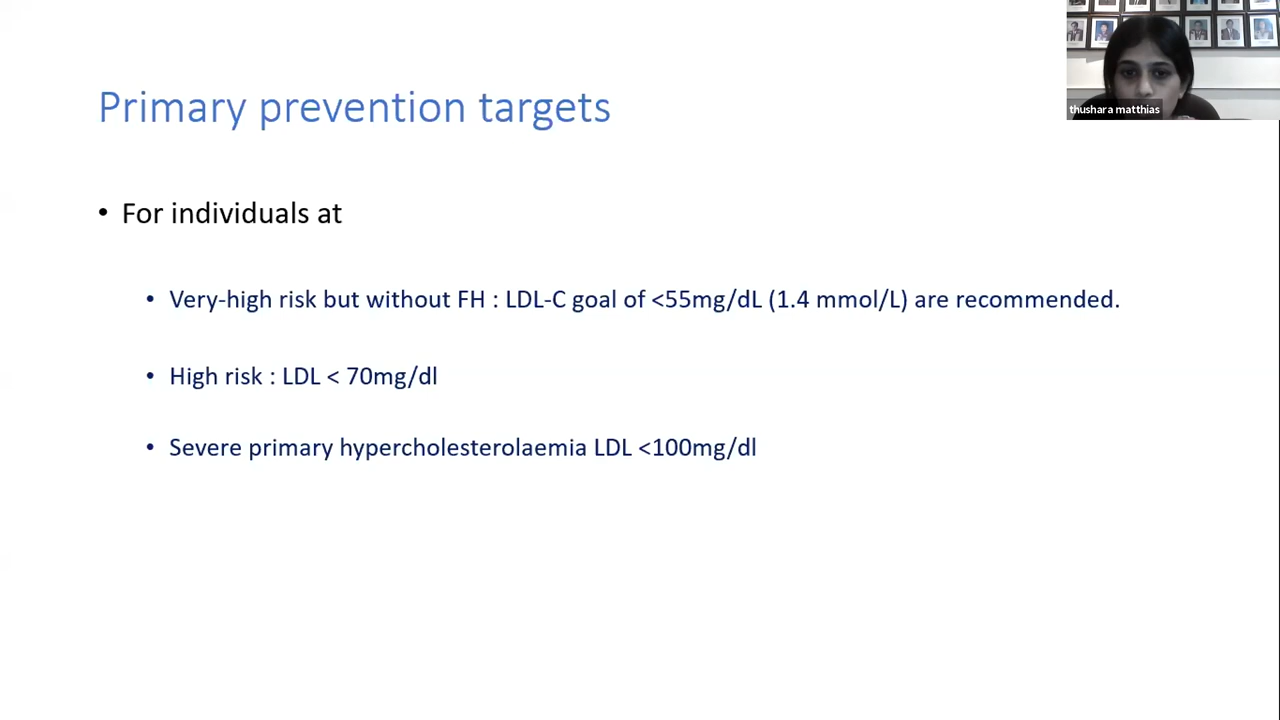 thushara matthias
Primary prevention targets
• For individuals at
• Very-high risk but without FH : LDL-C goal of <55mg/dL (1.4 mmol/L) are recommended.
• High risk : LDL < 70mg/dl
• Severe primary hypercholesterolaemia LDL <100mg/dl